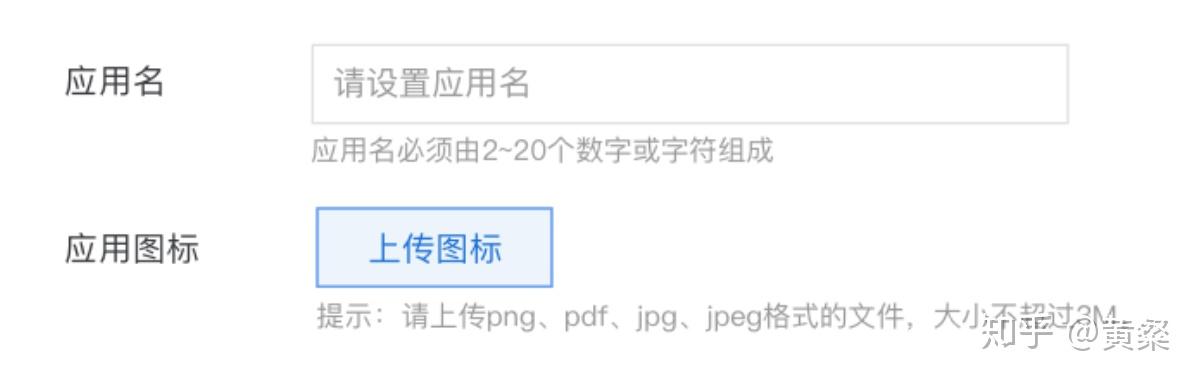 应用名
请设置应用名
应用名必须由2~20个数字或字符组成
应用图标
上传图标
提示：请上传png、pdf、jpg、jpeg格式的文件，大小不超过3M
知乎 @黄粲